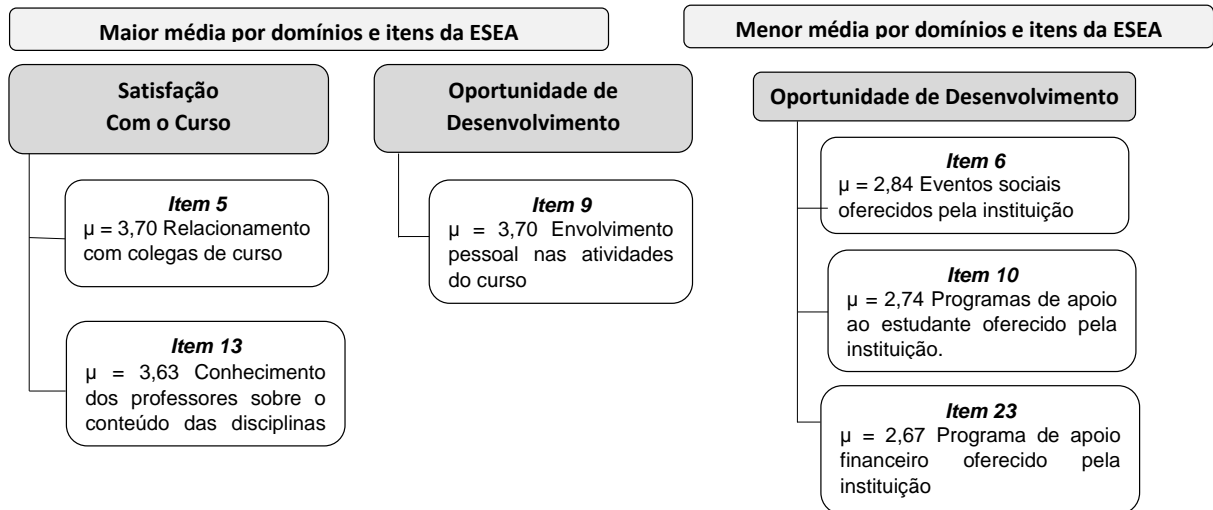 Maior média por domínios e itens da ESEA
Satisfação
Com o Curso
Item 5
µ = 3,70 Relacionamento
com colegas de curso
Item 13
µ = 3,63 Conhecimento
dos professores sobre o
conteúdo das disciplinas
Oportunidade de
Desenvolvimento
Item 9
µ = 3,70 Envolvimento
pessoal nas atividades
do curso
Menor média por domínios e itens da ESEA
Oportunidade de Desenvolvimento
Item 6
µ = 2,84 Eventos sociais
oferecidos pela instituição
Item 10
µ = 2,74 Programas de apoio
ao estudante oferecido pela
instituição.
Item 23
µ = 2,67 Programa de apoio
financeiro oferecido pela
instituição